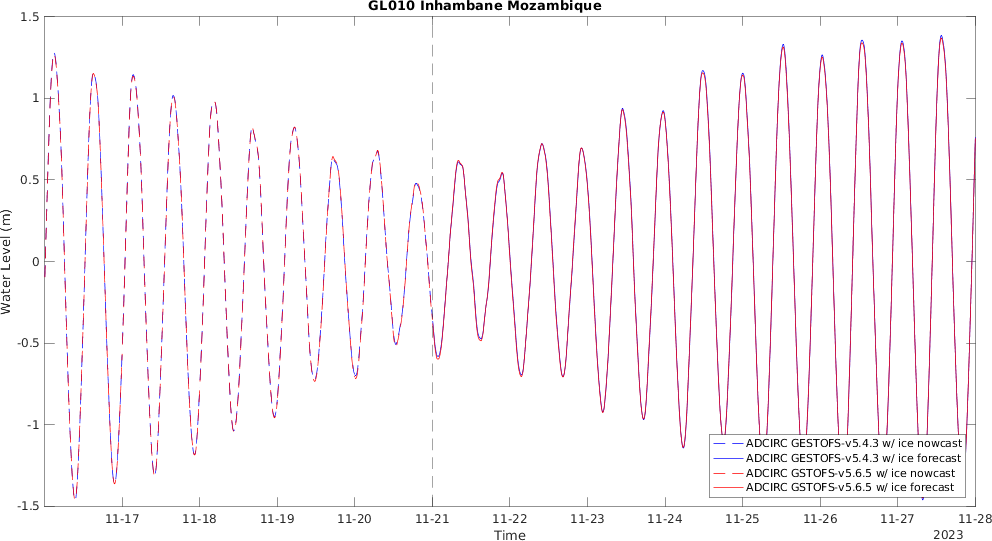 GL010 Inhambane Mozambique
Water Level (m)
1.5
1
0.5
0
-0.5
-1
-1.5
ADCIRC GESTOFS-v5.4.3 w/ ice nowcast
ADCIRC GESTOFS-v5.4.3 w/ ice forecast
ADCIRC GSTOFS-v5.6.5 w/ ice nowcast
ADCIRC GSTOFS-v5.6.5 w/ ice forecast
11-17 11-18 11-19 11-20 11-21 11-22 11-23 11-24 11-25 11-26 11-27 11-28
Time
2023